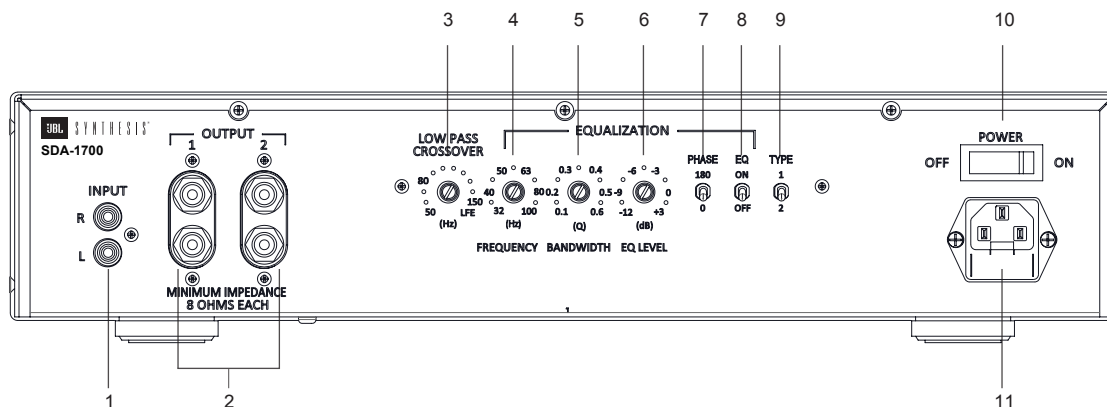 3 4 5 6 7 8 9 10
JBL SYNTHESIS
SDA-1700
OUTPUT
1 2
INPUT
R
L
MINIMUM IMPEDANCE
8 OHMS EACH
LOW PASS
CROSSOVER
80
150
50 LFE
(Hz)
EQUALIZATION
50 63
40 80
32 100
(Hz)
FREQUENCY
0.3 0.4
0.2 0.5
0.1 0.6
(Q)
BANDWIDTH
-6 -3
-9 0
-12 +3
(dB)
EQ LEVEL
PHASE
180
0
EQ
ON
OFF
TYPE
1
2
POWER
OFF ON
1 2 11